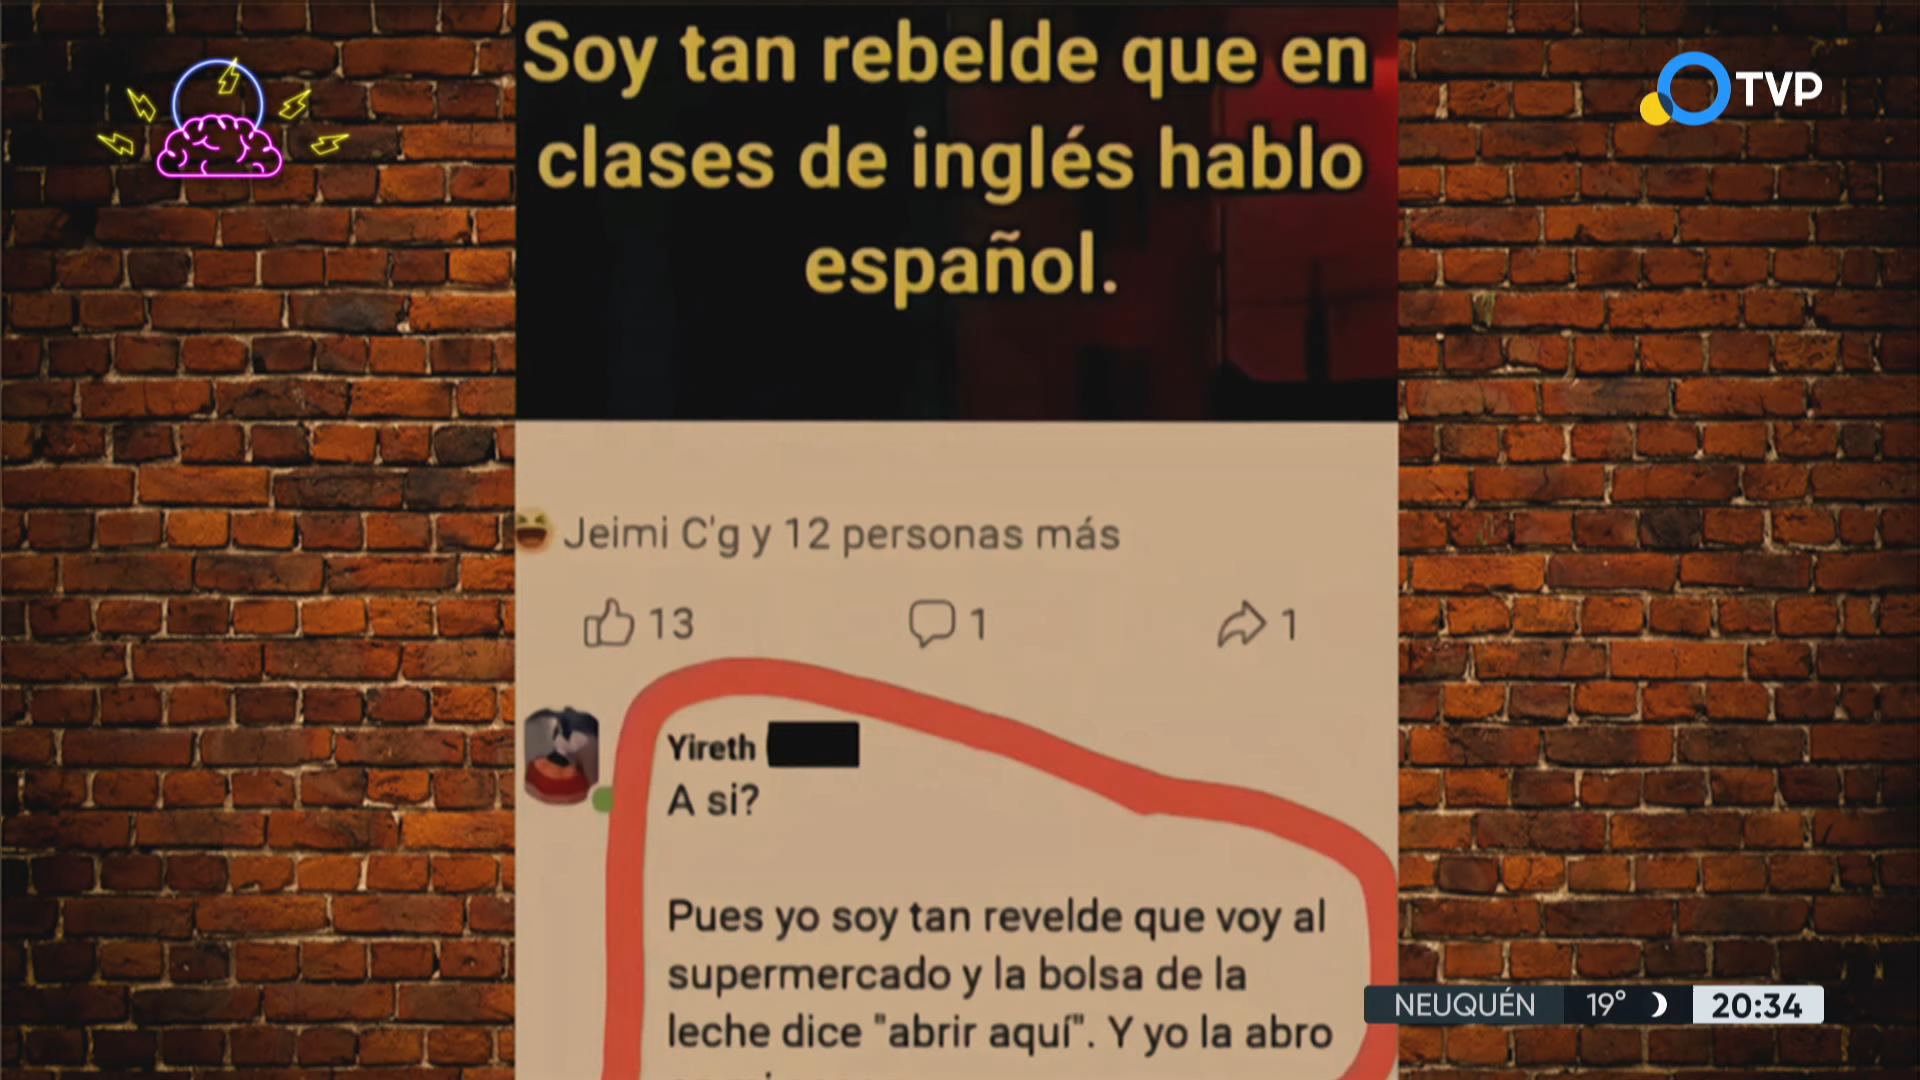 Soy tan rebelde que en
clases de inglés hablo
español.
TVP
Jeimi C'g y 12 personas más
13
1
1
Yireth
A si?
Pues yo soy tan revelde que voy al
supermercado y la bolsa de la
leche dice "abrir aquí". Y yo la abro
NEUQUÉN 19° 20:34